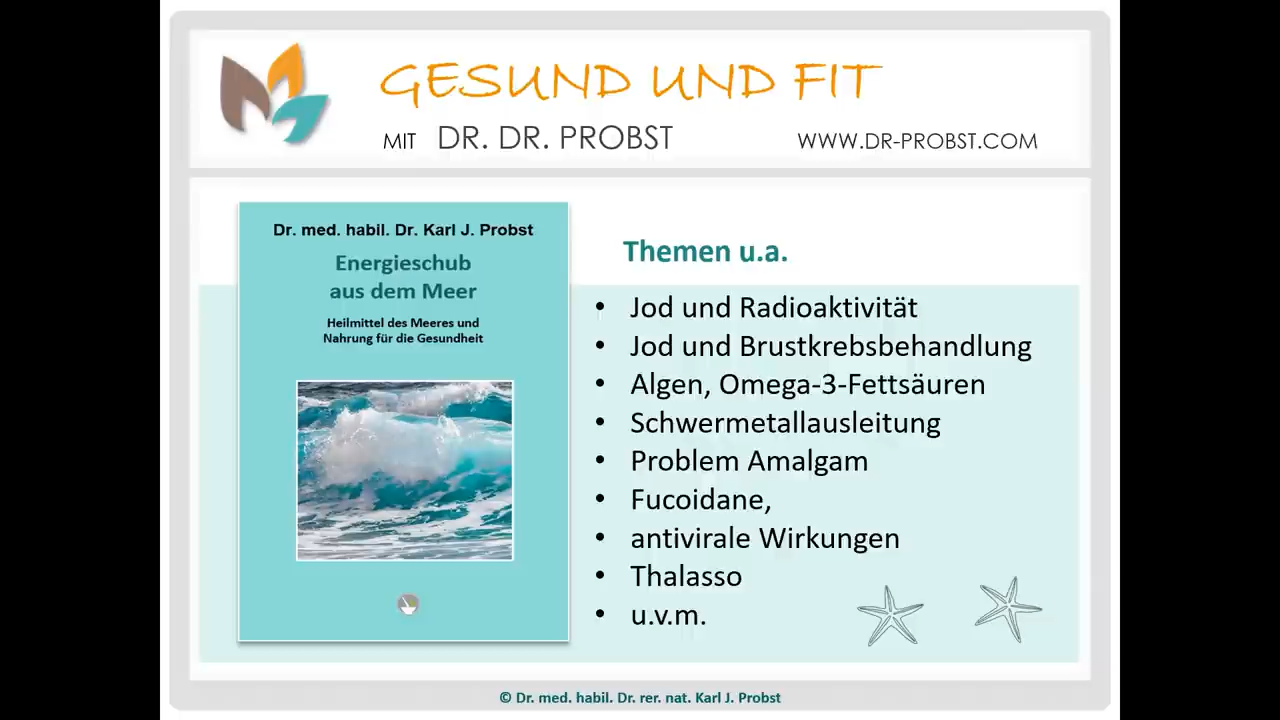 GESUND UND FIT
MIT DR. DR. PROBST WWW.DR-PROBST.COM
Dr. med. habil. Dr. Karl J. Probst
Energieschub
aus dem Meer
Heilmittel des Meeres und
Nahrung für die Gesundheit
Themen u.a.
• Jod und Radioaktivität
• Jod und Brustkrebsbehandlung
• Algen, Omega-3-Fettsäuren
• Schwermetallausleitung
• Problem Amalgam
• Fucoidane,
• antivirale Wirkungen
• Thalasso
• u.v.m.
© Dr. med. habil. Dr. rer. nat. Karl J. Probst